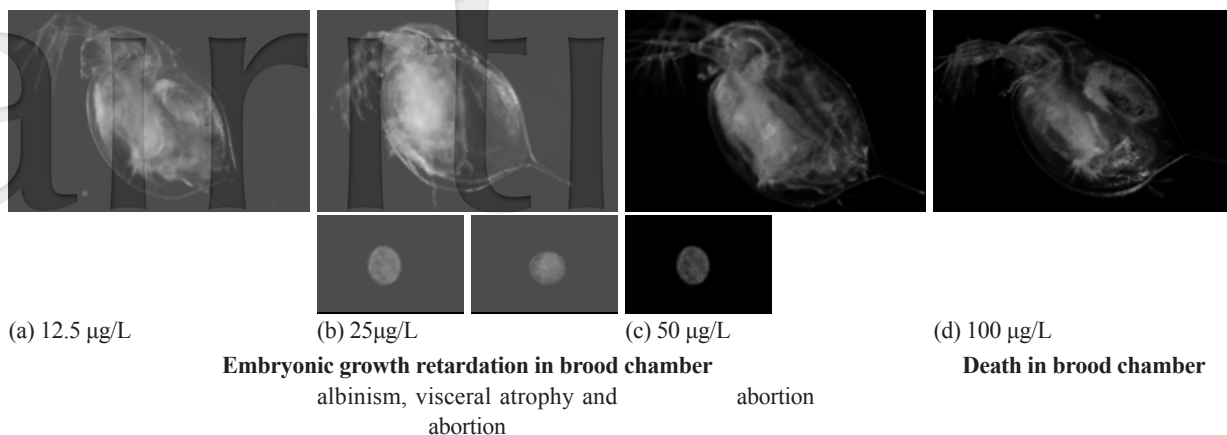 (a) 12.5 μg/L (b) 25μg/L (c) 50 μg/L (d) 100 μg/L
Embryonic growth retardation in brood chamber Death in brood chamber
albinism, visceral atrophy and abortion
abortion